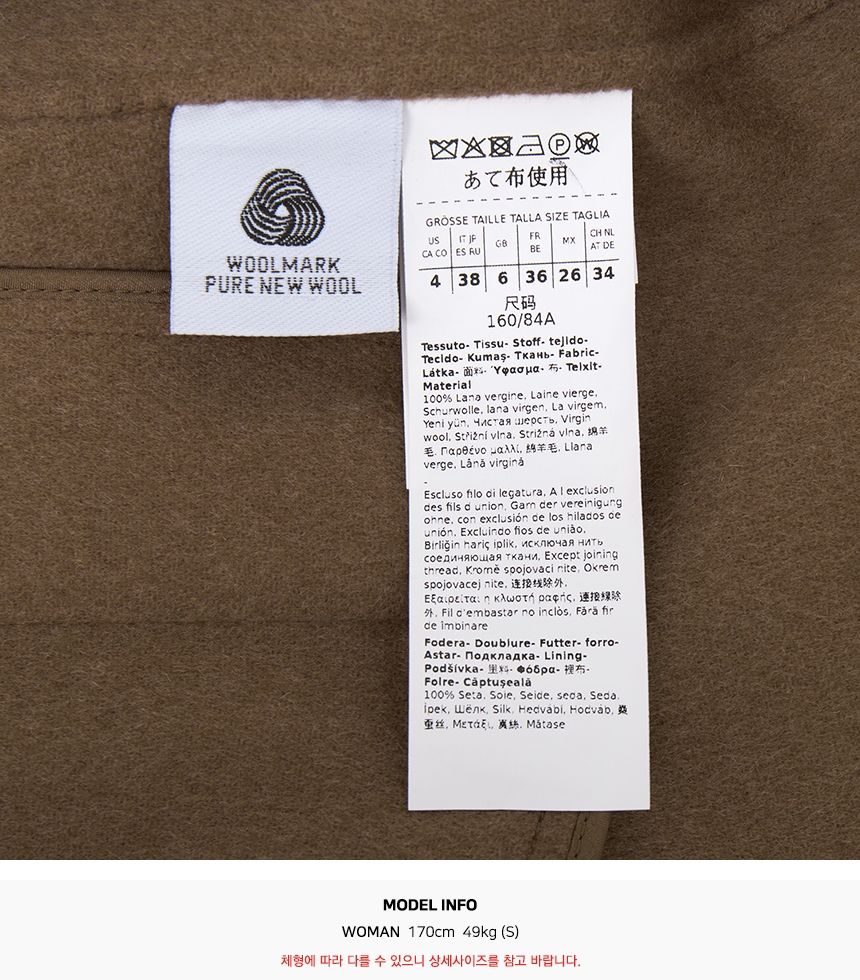 WOOLMARK
PURE NEW WOOL
P W
あて布使用
GRÖSSE TAILLE TALLA SIZE TAGLIA
US CA CO IT JP ES RU GB FR BE MX CH NL AT DE
4 38 6 36 26 34
尺码
160/84A
Tessuto- Tissu- Stoff- tejido-
Tecido- Kumaş- Ткань- Fabric-
Látka- 面料- Ύφασμα- 布- Teixit-
Material
100% Lana vergine, Laine vierge,
Schurwolle, lana virgen, La virgem,
Yeni yün, Чистая шерсть, Virgin
wool, Střižní vlna, Strižná vlna, 绵羊
毛, Παρθένο μαλλί, 綿羊毛, Llana
verge, Lână virgină
-
Escluso filo di legatura, A l exclusion
des fils d union, Garn der vereinigung
ohne, con exclusión de los hilados de
unión, Excluindo fios de união,
Birliğin hariç iplik, исключая нить
соединяющая ткани, Except joining
thread, Kromě spojovaci nite, Okrem
spojovacej nite, 连接线除外,
Εξαιρείται η κλωστή ραφής, 連接線除
外, Fil d'embastar no inclòs, Fără fir
de îmbinare
Fodera- Doublure- Futter- forro-
Astar- Подкладка- Lining-
Podšívka- 里料- Φόδρα- 裡布-
Folre- Căptuşeală
100% Seta, Soie, Seide, seda, Seda,
İpek, Шёлк, Silk, Hedvábí, Hodváb, 桑
蚕丝, Μετάξι, 真絲, Mătase
MODEL INFO
WOMAN 170cm 49kg (S)
체형에 따라 다를 수 있으니 상세사이즈를 참고 바랍니다.